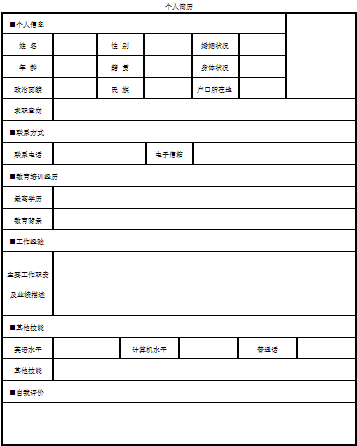 个人简历
■个人信息
姓 名 性 别 婚姻状况
年 龄 籍 贯 身体状况
政治面貌 民 族 户口所在地
求职意向
■联系方式
联系电话 电子信箱
■教育培训经历
最高学历
教育背景
■工作经验
主要工作职责
及业绩描述
■其他技能
英语水平 计算机水平 普通话
其他技能
■自我评价